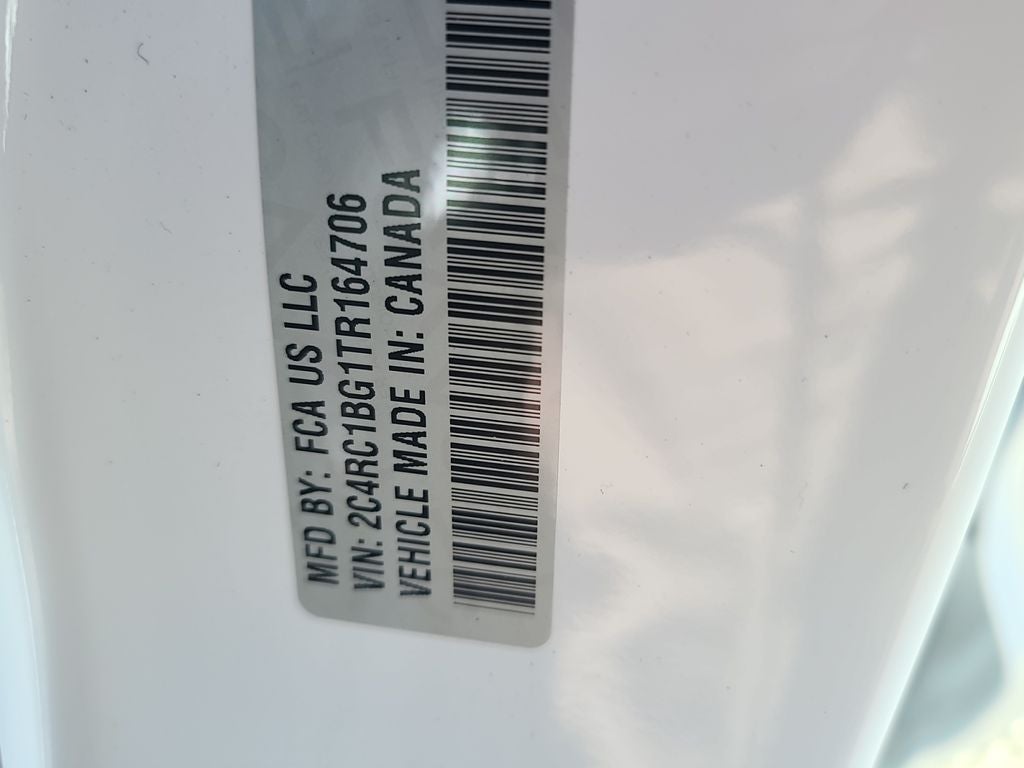 MFD BY: FCA US LLC
VIN: 2C4RC1BG1TR164706
VEHICLE MADE IN: CANADA